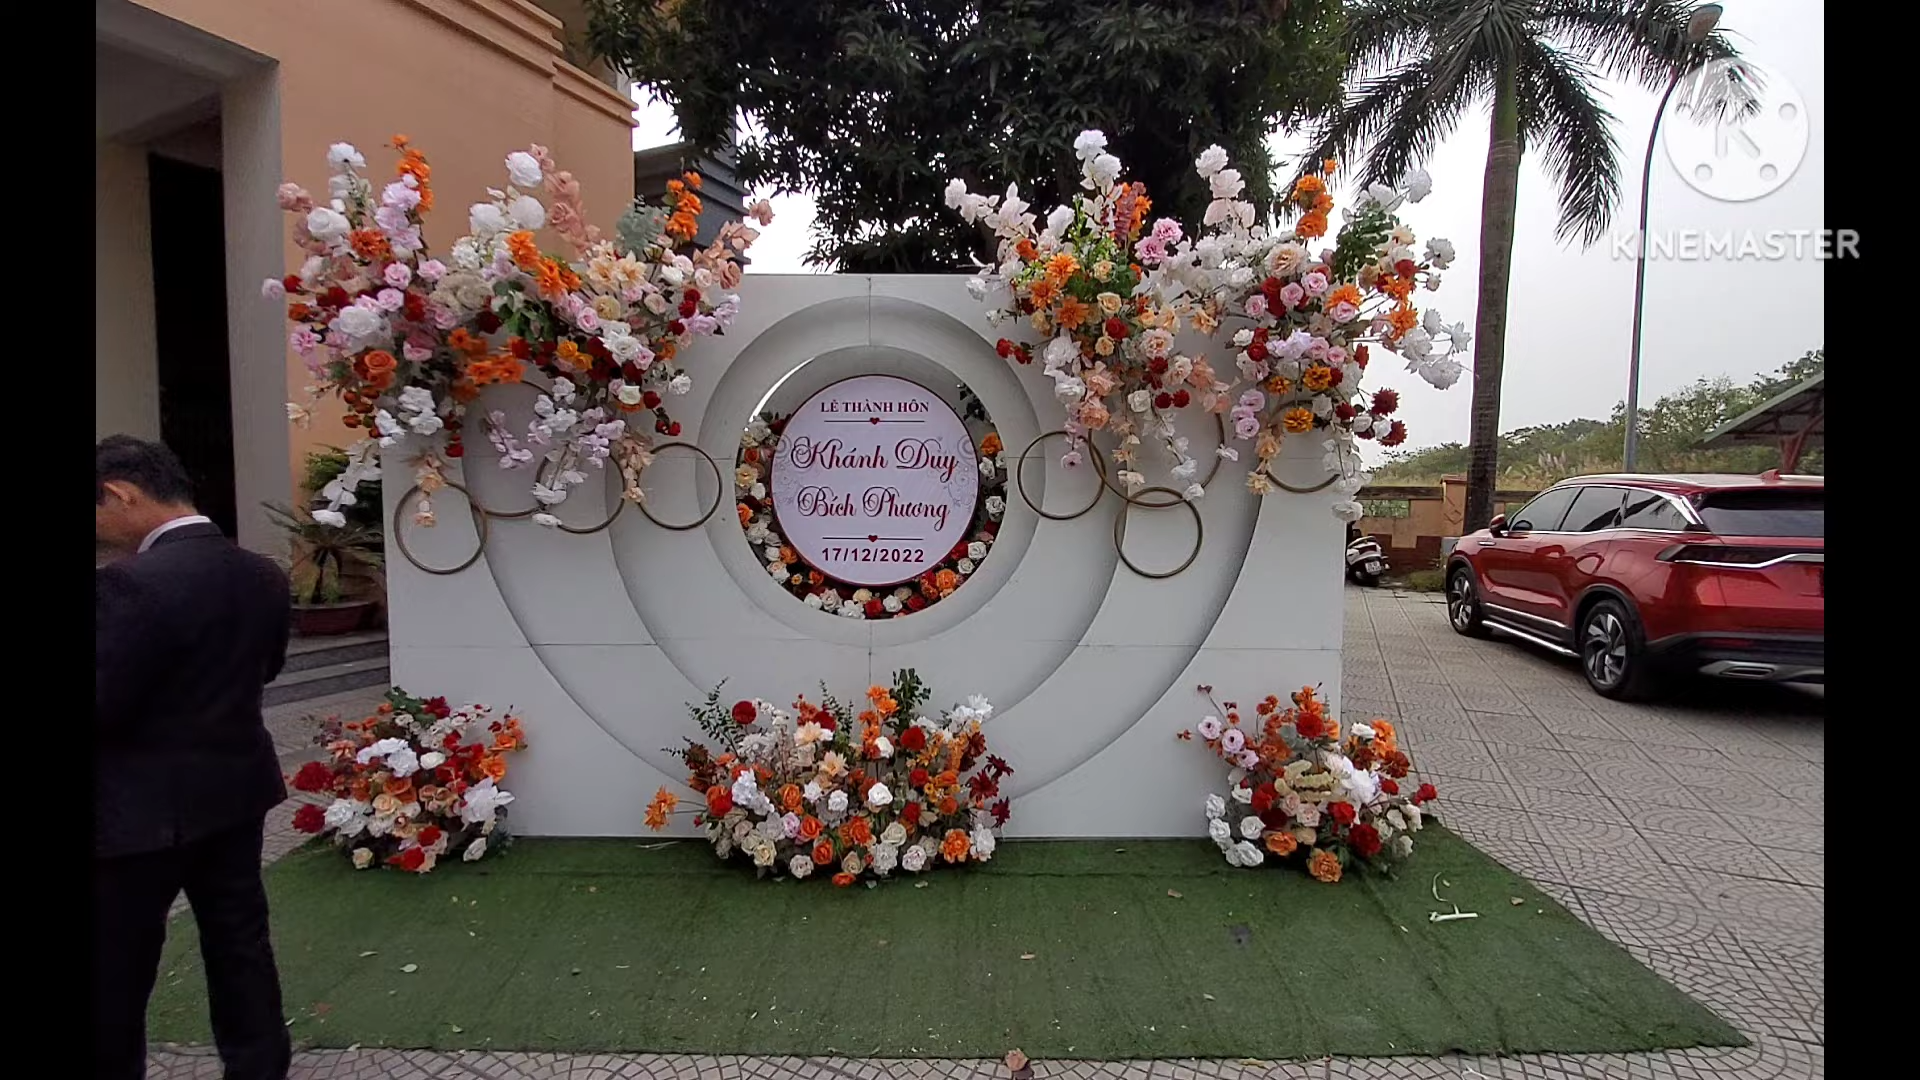 LỄ THÀNH HÔN
Khánh Duy
Bích Phương
17/12/2022
K
KINEMASTER